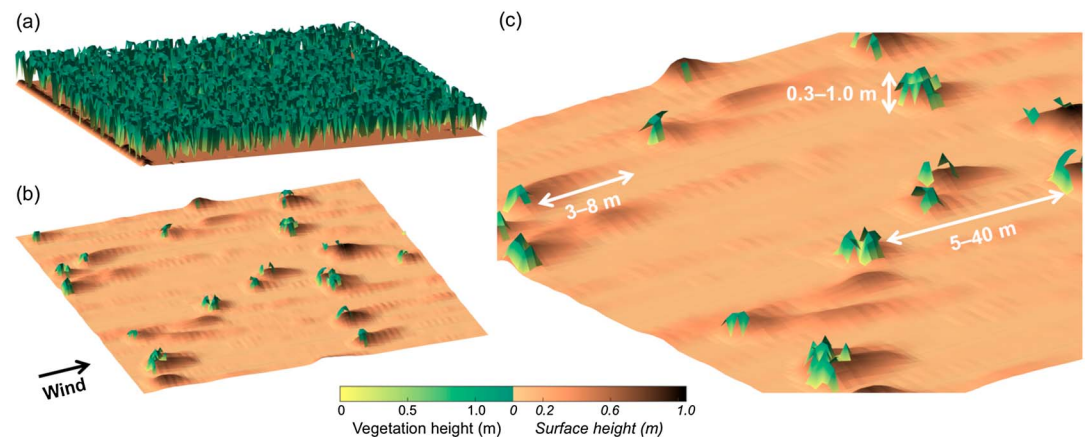 (a)
(c)
0.3–1.0 m
3–8 m
5–40 m
(b)
Wind
0 0.5 1.0 0 0.2 0.6 1.0
Vegetation height (m) Surface height (m)